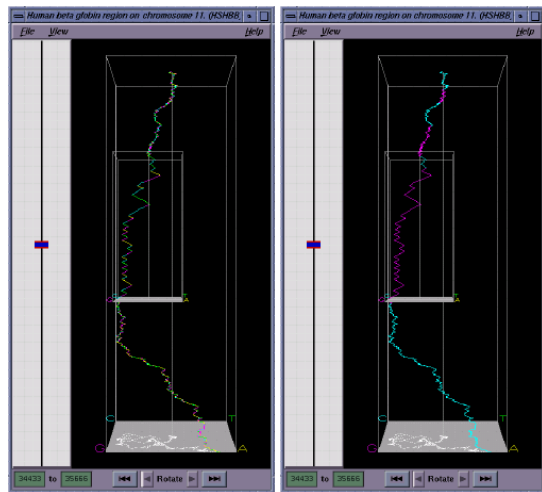 Human beta globin region on chromosome 11. (HSHBB,
File View Help
G A
C T
G A
34433 to 35666 Rotate
Human beta globin region on chromosome 11. (HSHBB,
File View Help
G A
C T
G A
34433 to 35666 Rotate